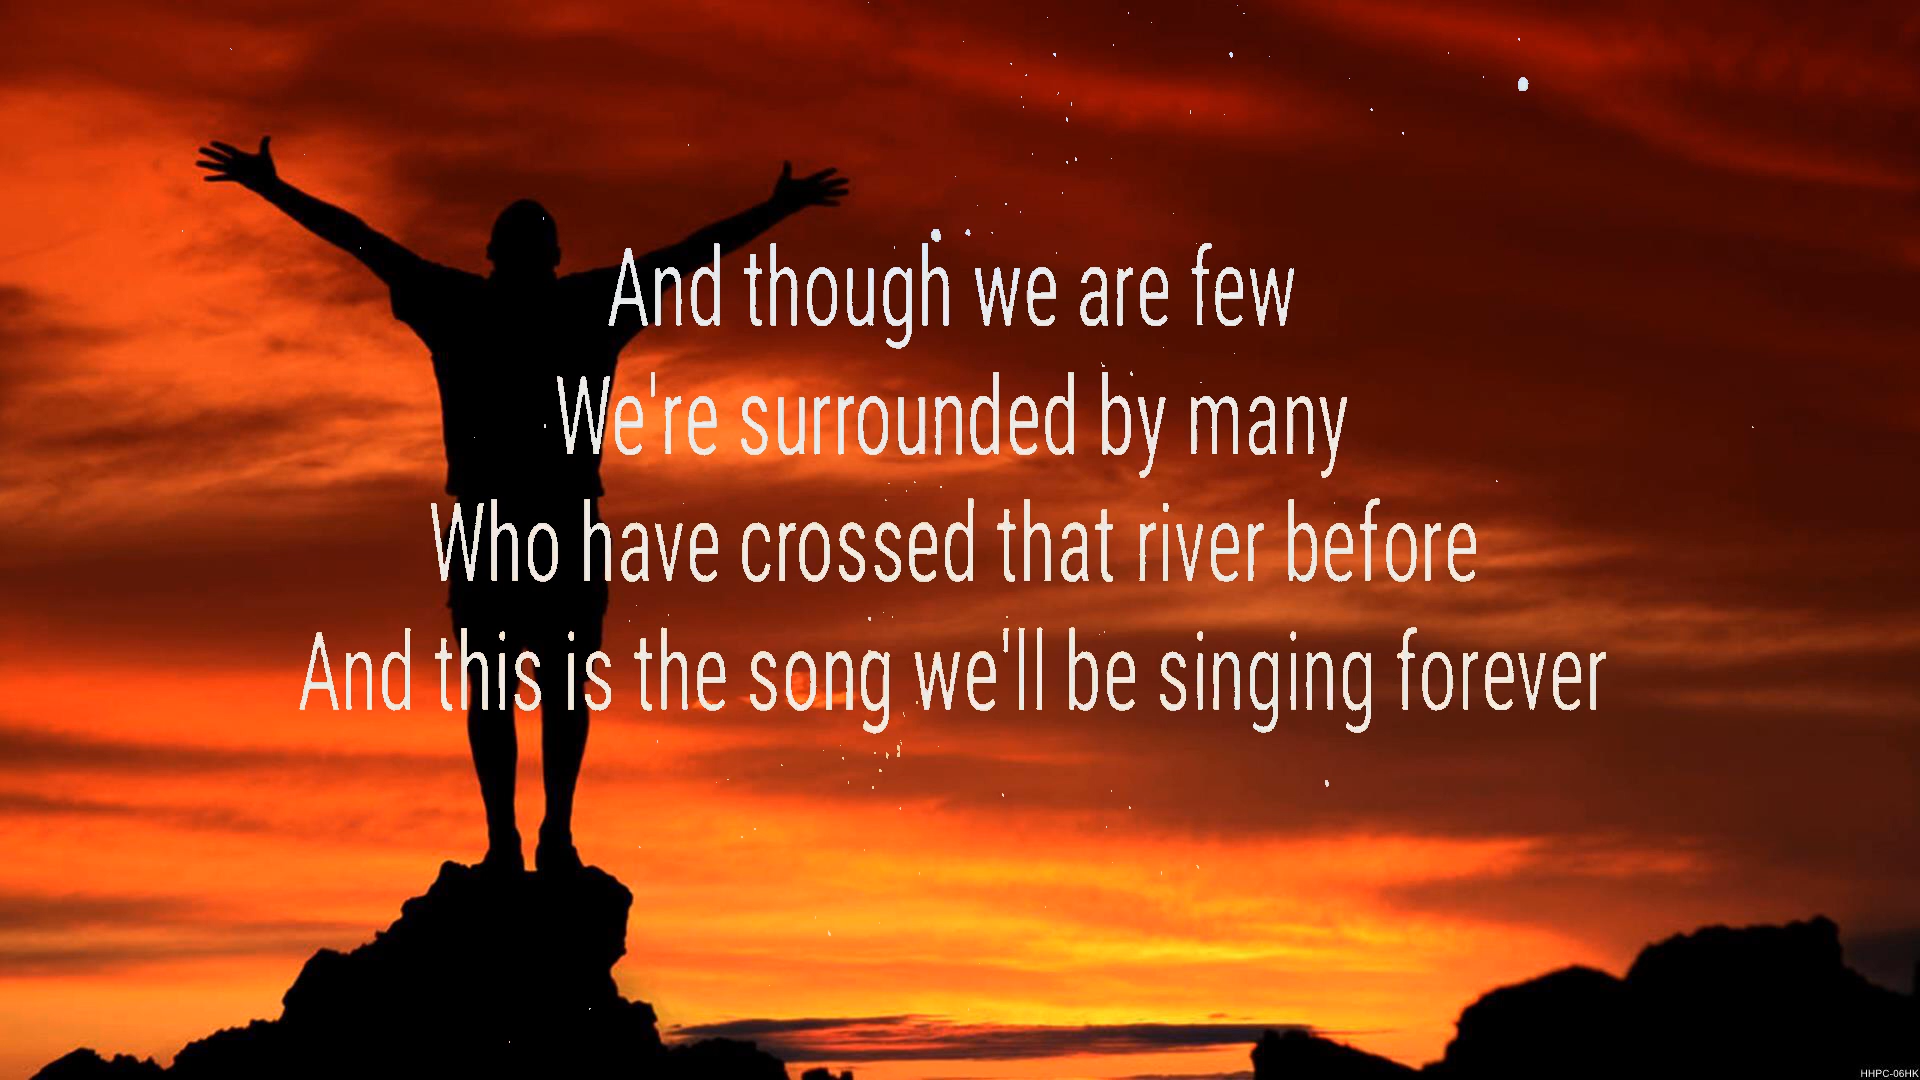 And though we are few
We're surrounded by many
Who have crossed that river before
And this is the song we'll be singing forever
HHPC-06HK